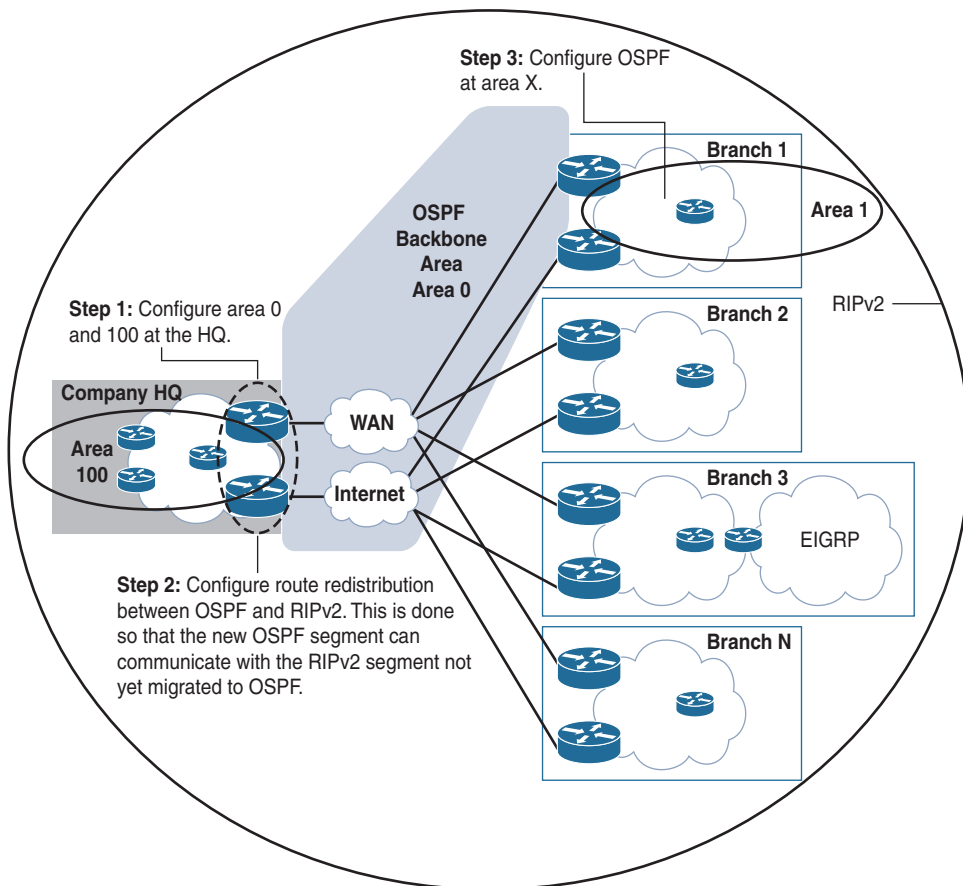 Step 3: Configure OSPF
at area X.
Branch 1
Area 1
OSPF
Backbone
Area
Area 0
RIPv2
Step 1: Configure area 0
and 100 at the HQ.
Branch 2
Company HQ
Area
100
WAN
Internet
Branch 3
EIGRP
Step 2: Configure route redistribution
between OSPF and RIPv2. This is done
so that the new OSPF segment can
communicate with the RIPv2 segment not
yet migrated to OSPF.
Branch N